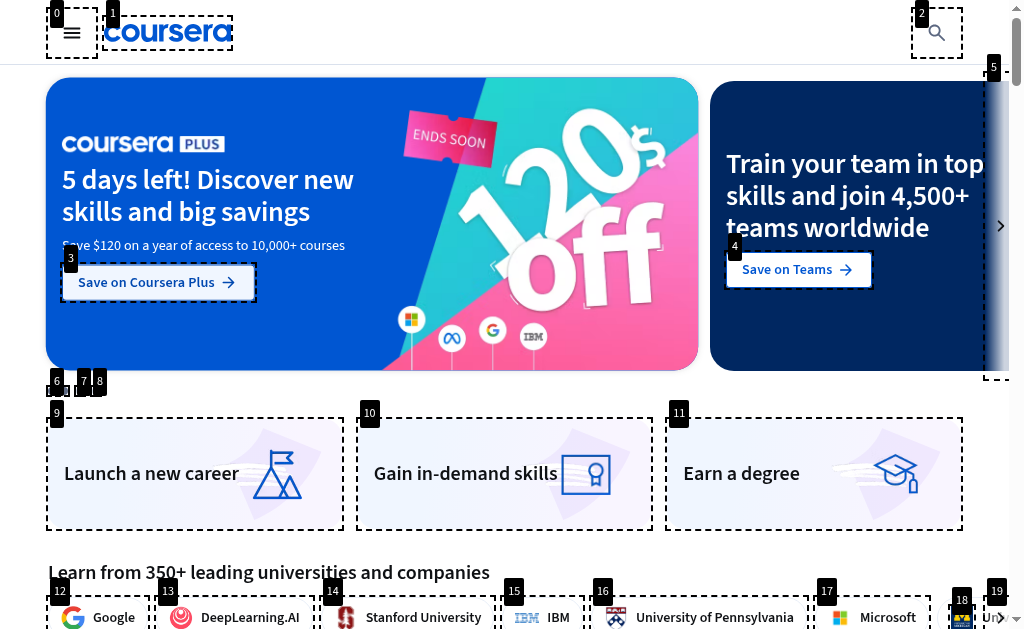 0
1
2
coursera
5
coursera PLUS
ENDS SOON
5 days left! Discover new
skills and big savings
Save $120 on a year of access to 10,000+ courses
3
Save on Coursera Plus
120$
off
IBM
Train your team in top
skills and join 4,500+
teams worldwide
4
Save on Teams
6
7
8
9
10
11
Launch a new career
Gain in-demand skills
Earn a degree
Learn from 350+ leading universities and companies
12
13
14
15
16
17
18
19
Google
DeepLearning.AI
Stanford University
IBM IBM
University of Pennsylvania
Microsoft